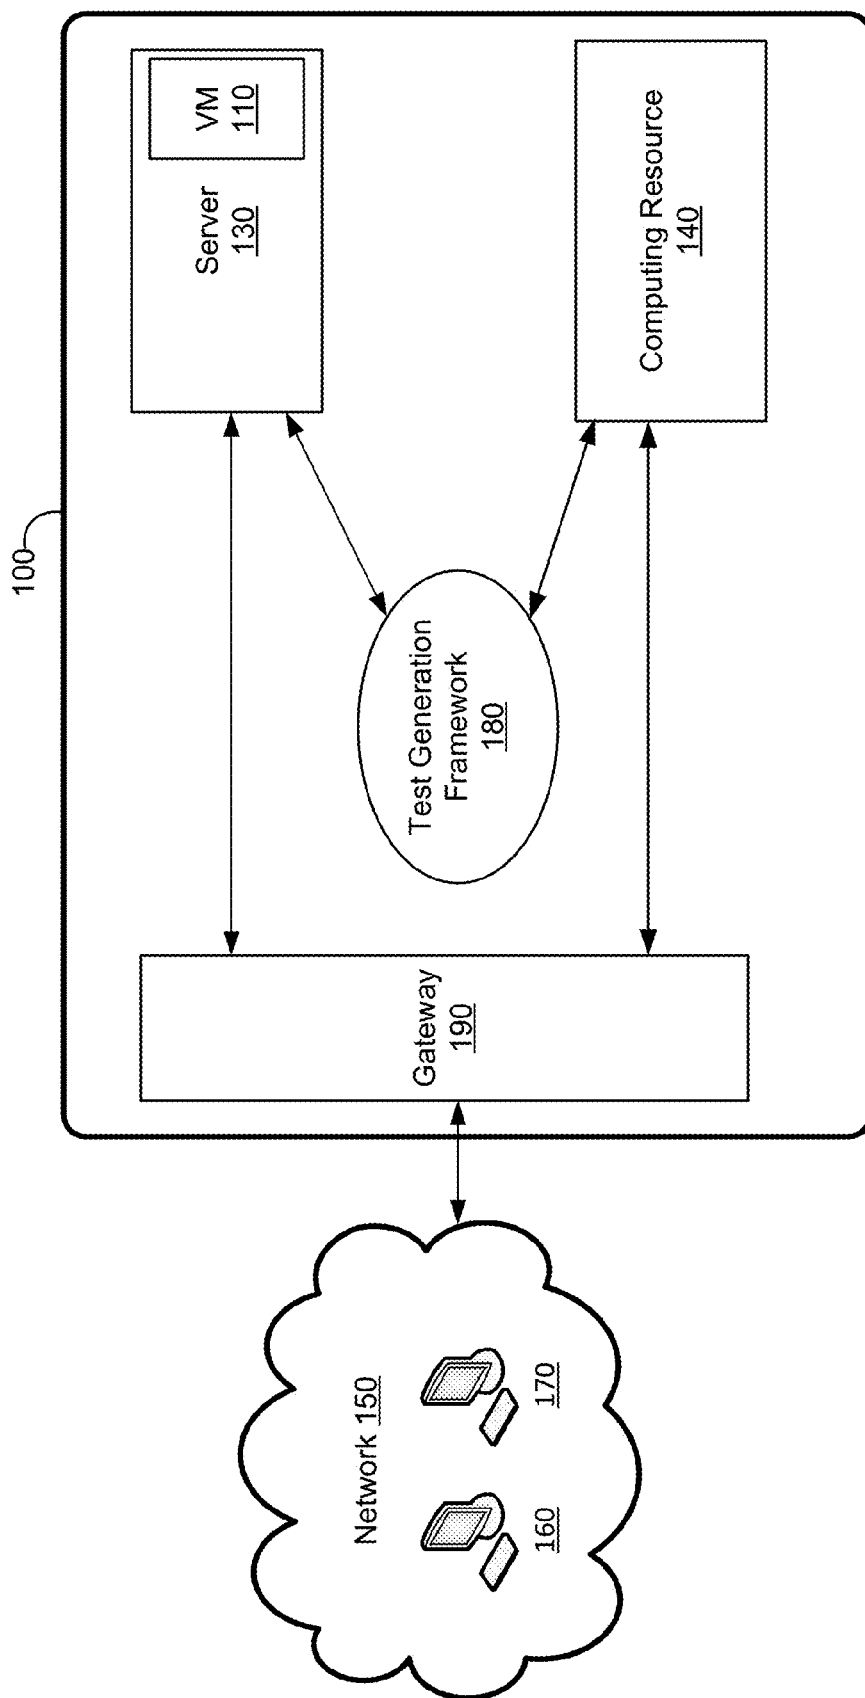 100
Network 150
160
170
Gateway
190
Test Generation
Framework
180
Server
130
VM
110
Computing Resource
140